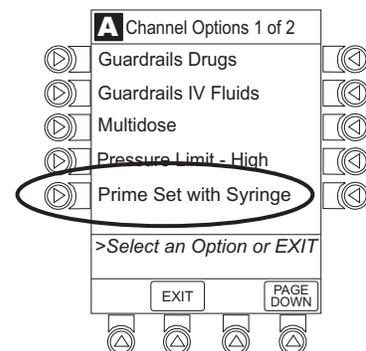 A Channel Options 1 of 2
Guardrails Drugs
Guardrails IV Fluids
Multidose
Pressure Limit - High
Prime Set with Syringe
>Select an Option or EXIT
EXIT
PAGE
DOWN